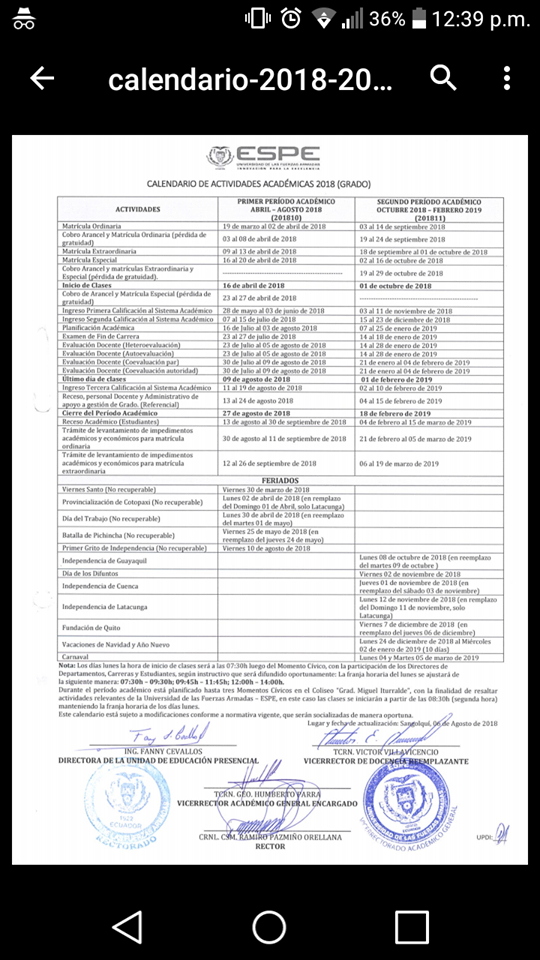 36% 12:39 p.m.
calendario-2018-20...
ESPE
UNIVERSIDAD DE LAS FUERZAS ARMADAS
INNOVACIÓN PARA LA EXCELENCIA
CALENDARIO DE ACTIVIDADES ACADÉMICAS 2018 (GRADO)
ACTIVIDADES PRIMER PERÍODO ACADÉMICO ABRIL – AGOSTO 2018 (201810) SEGUNDO PERÍODO ACADÉMICO OCTUBRE 2018 – FEBRERO 2019 (201811)
Matrícula Ordinaria 19 de marzo al 02 de abril de 2018 03 al 14 de septiembre 2018
Cobro Arancel y Matrícula Ordinaria (pérdida de gratuidad) 03 al 08 de abril de 2018 19 al 24 de septiembre 2018
Matrícula Extraordinaria 09 al 13 de abril de 2018 18 de septiembre al 01 de octubre de 2018
Matrícula Especial 16 al 20 de abril de 2018 02 al 16 de octubre de 2018
Cobro Arancel y matrículas Extraordinaria y Especial (pérdida de gratuidad). ---------- 19 al 29 de octubre de 2018
Inicio de Clases 16 de abril de 2018 01 de octubre de 2018
Cobro de Arancel y Matrícula Especial (pérdida de gratuidad) 23 al 27 de abril de 2018 ----------
Ingreso Primera Calificación al Sistema Académico 28 de mayo al 03 de junio de 2018 03 al 11 de noviembre de 2018
Ingreso Segunda Calificación al Sistema Académico 07 al 15 de julio de 2018 15 al 23 de diciembre de 2018
Planificación Académica 16 de Julio al 03 de agosto 2018 07 al 25 de enero de 2019
Examen de Fin de Carrera 23 al 27 de julio de 2018 14 al 18 de enero de 2019
Evaluación Docente (Heteroevaluación) 23 de Julio al 05 de agosto de 2018 14 al 28 de enero de 2019
Evaluación Docente (Autoevaluación) 23 de Julio al 05 de agosto de 2018 14 al 28 de enero de 2019
Evaluación Docente (Coevaluación par) 30 de Julio al 09 de agosto de 2018 21 de enero al 04 de febrero de 2019
Evaluación Docente (Coevaluación autoridad) 30 de Julio al 09 de agosto de 2018 21 de enero al 04 de febrero de 2019
Último día de clases 09 de agosto de 2018 01 de febrero de 2019
Ingreso Tercera Calificación al Sistema Académico 11 al 19 de agosto de 2018 02 al 10 de febrero de 2019
Receso, personal Docente y Administrativo de apoyo a gestión de Grado. (Referencial) 13 al 24 de agosto de 2018 04 al 15 de febrero de 2019
Cierre del Período Académico 27 de agosto de 2018 18 de febrero de 2019
Receso Académico (Estudiantes) 13 de agosto al 30 de septiembre de 2018 04 de febrero al 15 de marzo de 2019
Trámite de levantamiento de impedimentos académicos y económicos para matrícula ordinaria 30 de agosto al 11 de septiembre de 2018 21 de febrero al 05 de marzo de 2019
Trámite de levantamiento de impedimentos académicos y económicos para matrícula extraordinaria 12 al 26 de septiembre de 2018 06 al 19 de marzo de 2019
FERIADOS
Viernes Santo (No recuperable) Viernes 30 de marzo de 2018
Provincialización de Cotopaxi (No recuperable) Lunes 02 de abril de 2018 (en remplazo del Domingo 01 de Abril, solo Latacunga)
Día del Trabajo (No recuperable) Lunes 30 de abril de 2018 (en reemplazo del martes 01 de mayo)
Batalla de Pichincha (No recuperable) Viernes 25 de mayo de 2018 (en reemplazo del jueves 24 de mayo)
Primer Grito de Independencia (No recuperable) Viernes 10 de agosto de 2018
Independencia de Guayaquil Lunes 08 de octubre de 2018 (en reemplazo del martes 09 de octubre )
Día de los Difuntos Viernes 02 de noviembre de 2018
Independencia de Cuenca Jueves 01 de noviembre de 2018 (en reemplazo del sábado 03 de noviembre)
Independencia de Latacunga Lunes 12 de noviembre de 2018 (en remplazo del Domingo 11 de noviembre, solo Latacunga)
Fundación de Quito Viernes 7 de diciembre de 2018 (en reemplazo del jueves 06 de diciembre)
Vacaciones de Navidad y Año Nuevo Lunes 24 de diciembre de 2018 al Miércoles 02 de enero de 2019 (10 días)
Carnaval Lunes 04 y Martes 05 de marzo de 2019
Nota: Los días lunes la hora de inicio de clases será a las 07:30h luego del Momento Cívico, con la participación de los Directores de
Departamentos, Carreras y Estudiantes, según instructivo que será difundido oportunamente: La franja horaria del lunes se ajustará de
la siguiente manera: 07:30h – 09:30h; 09:45h – 11:45h; 12:00h – 14:00h.
Durante el período académico está planificado hasta tres Momentos Cívicos en el Coliseo "Grad. Miguel Iturralde", con la finalidad de resaltar
actividades relevantes de la Universidad de las Fuerzas Armadas – ESPE, en este caso las clases se iniciarán a partir de las 08:30h (segunda hora)
manteniendo la franja horaria de los días lunes.
Este calendario está sujeto a modificaciones conforme a normativa vigente, que serán socializadas de manera oportuna.
Lugar y fecha de actualización: Sangolquí, 06 de Agosto de 2018
ING. FANNY CEVALLOS
DIRECTORA DE LA UNIDAD DE EDUCACIÓN PRESENCIAL
TCRN. VICTOR VILLAVICENCIO
VICERRECTOR DE DOCENCIA REEMPLAZANTE
TCRN. GEO. HUMBERTO PARRA
VICERRECTOR ACADÉMICO GENERAL ENCARGADO
CRNL. CSM. RAMIRO PAZMIÑO ORELLANA
RECTOR
1922
ECUADOR
RECTORADO
ESPE
VICERRECTORADO ACADÉMICO GENERAL
UPDI: